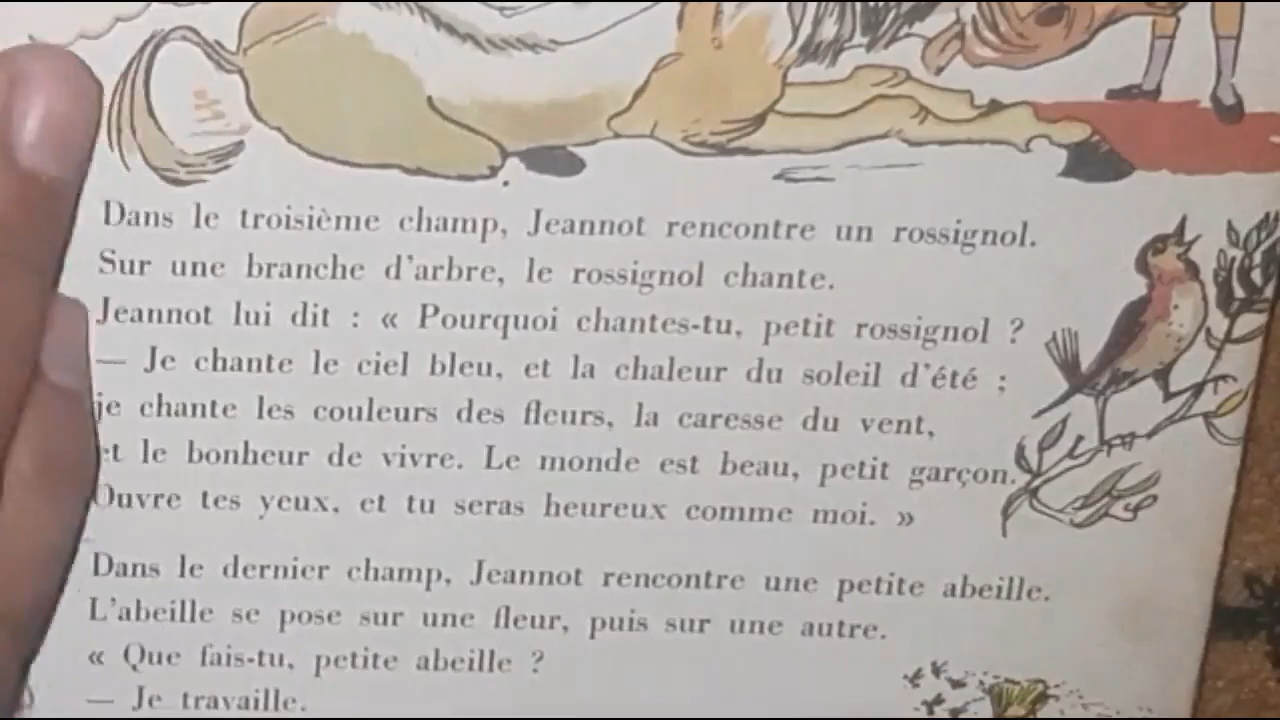 Dans le troisième champ, Jeannot rencontre un rossignol.
Sur une branche d'arbre, le rossignol chante.
Jeannot lui dit : « Pourquoi chantes-tu, petit rossignol ?
— Je chante le ciel bleu, et la chaleur du soleil d'été ;
je chante les couleurs des fleurs, la caresse du vent,
et le bonheur de vivre. Le monde est beau, petit garçon.
Ouvre tes yeux, et tu seras heureux comme moi. »
Dans le dernier champ, Jeannot rencontre une petite abeille.
L'abeille se pose sur une fleur, puis sur une autre.
« Que fais-tu, petite abeille ?
— Je travaille.